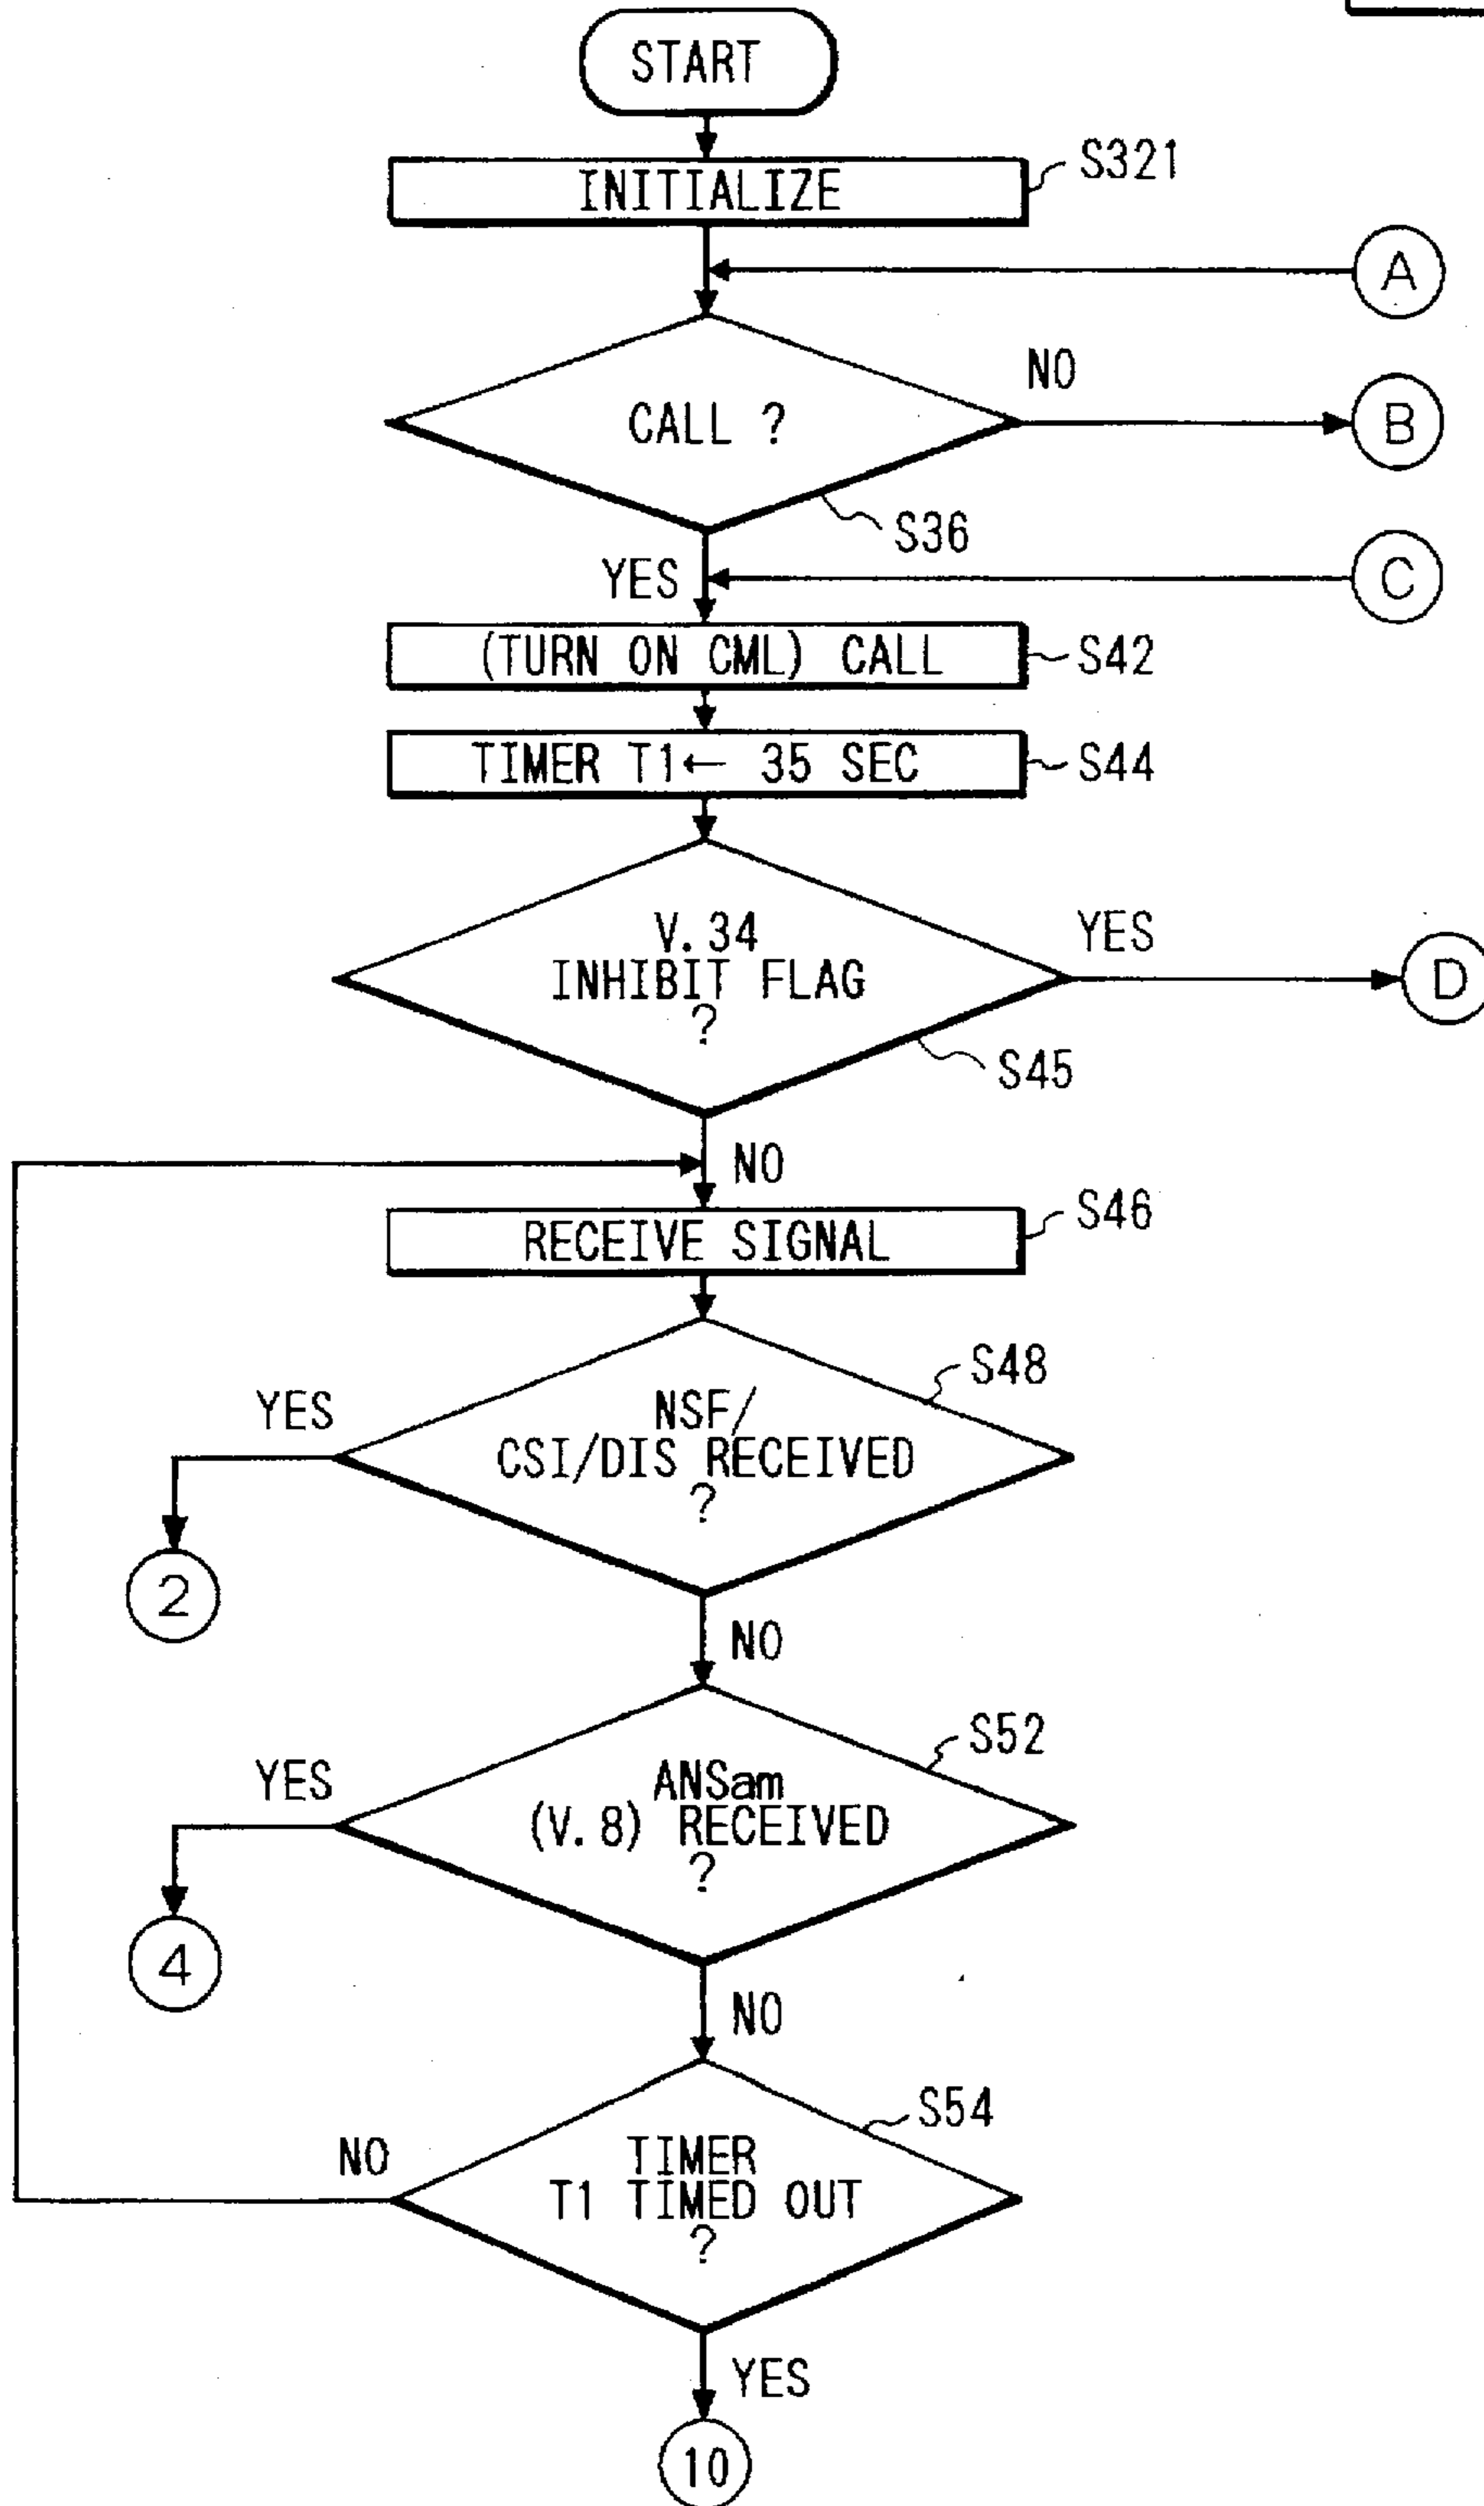 START
INITIALIZE
S321
A
CALL ?
NO
B
S36
YES
C
(TURN ON CML) CALL
S42
TIMER T1← 35 SEC
S44
V.34
INHIBIT FLAG
?
YES
D
S45
NO
RECEIVE SIGNAL
S46
S48
YES
NSF/
CSI/DIS RECEIVED
?
2
NO
S52
YES
ANSam
(V.8) RECEIVED
?
4
NO
S54
NO
TIMER
T1 TIMED OUT
?
YES
10